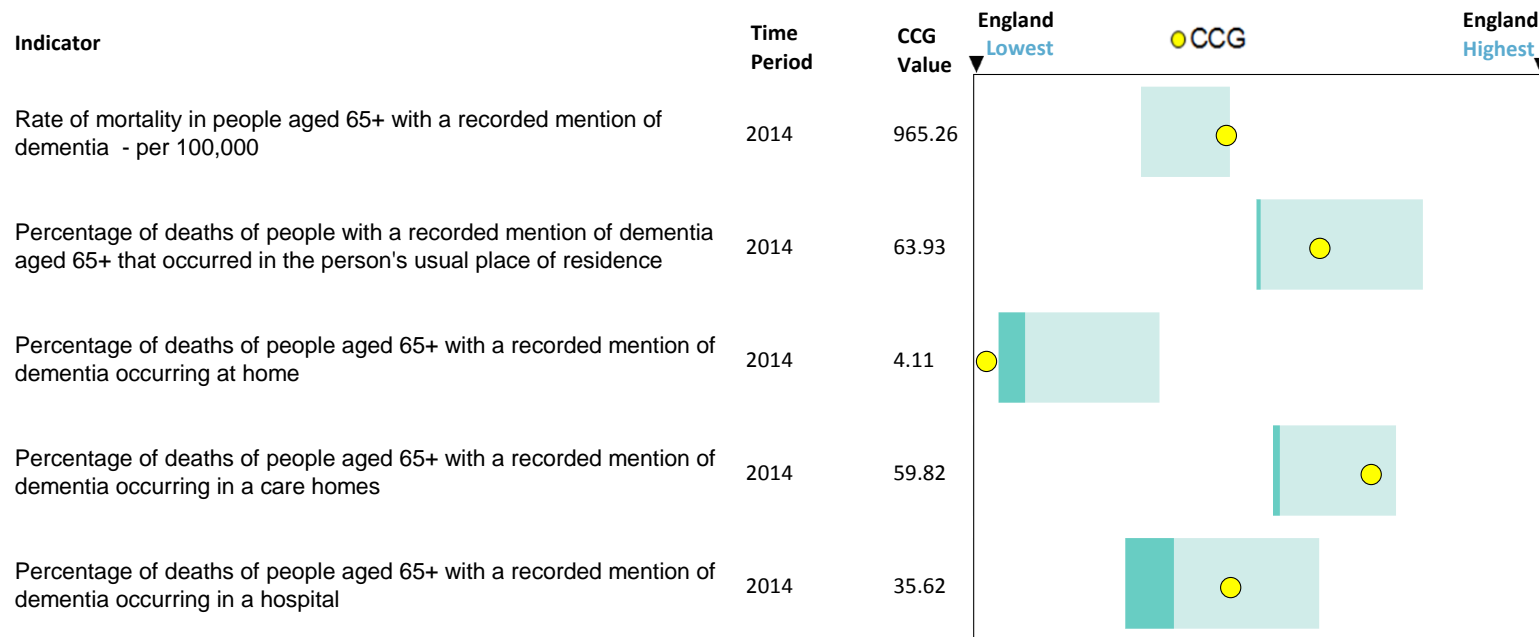 Indicator
Time
Period
CCG
Value
England
Lowest
CCG
England
Highest
Rate of mortality in people aged 65+ with a recorded mention of
dementia - per 100,000
2014
965.26
Percentage of deaths of people with a recorded mention of dementia
aged 65+ that occurred in the person's usual place of residence
2014
63.93
Percentage of deaths of people aged 65+ with a recorded mention of
dementia occurring at home
2014
4.11
Percentage of deaths of people aged 65+ with a recorded mention of
dementia occurring in a care homes
2014
59.82
Percentage of deaths of people aged 65+ with a recorded mention of
dementia occurring in a hospital
2014
35.62